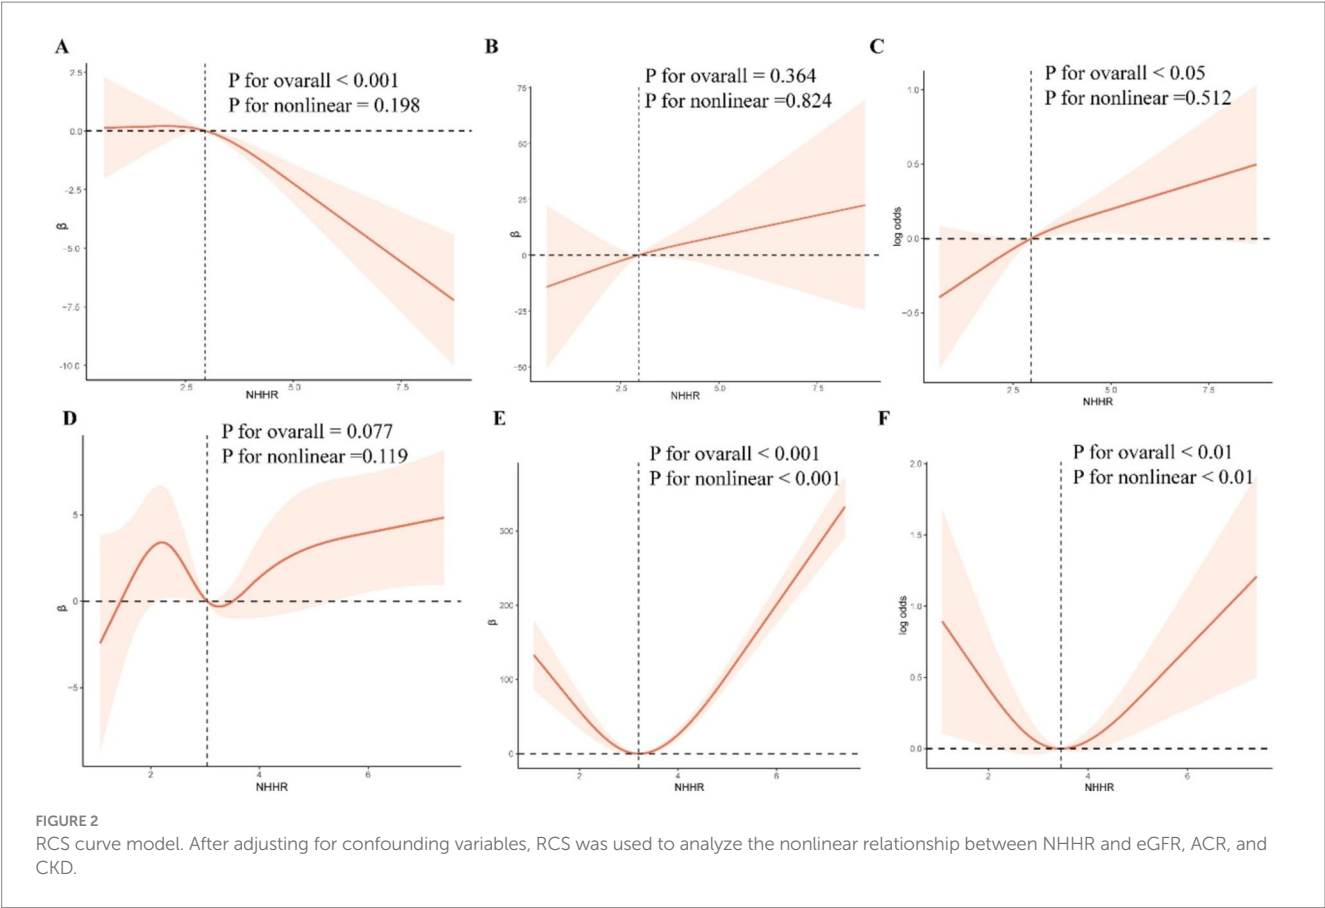 A
P for ovarall < 0.001
P for nonlinear = 0.198
2.5
0.0
-2.5
-5.0
-7.5
-10.0
β
2.5
5.0
7.5
NHHR
B
P for ovarall = 0.364
P for nonlinear =0.824
75
50
25
0
-25
-50
β
2.5
5.0
7.5
NHHR
C
P for ovarall < 0.05
P for nonlinear =0.512
1.0
0.5
0.0
-0.5
log odds
2.5
5.0
7.5
NHHR
D
P for ovarall = 0.077
P for nonlinear =0.119
5
0
-5
β
2
4
6
NHHR
E
P for ovarall < 0.001
P for nonlinear < 0.001
300
200
100
0
β
2
4
6
NHHR
F
P for ovarall < 0.01
P for nonlinear < 0.01
2.0
1.5
1.0
0.5
0.0
log odds
2
4
6
NHHR
FIGURE 2
RCS curve model. After adjusting for confounding variables, RCS was used to analyze the nonlinear relationship between NHHR and eGFR, ACR, and
CKD.